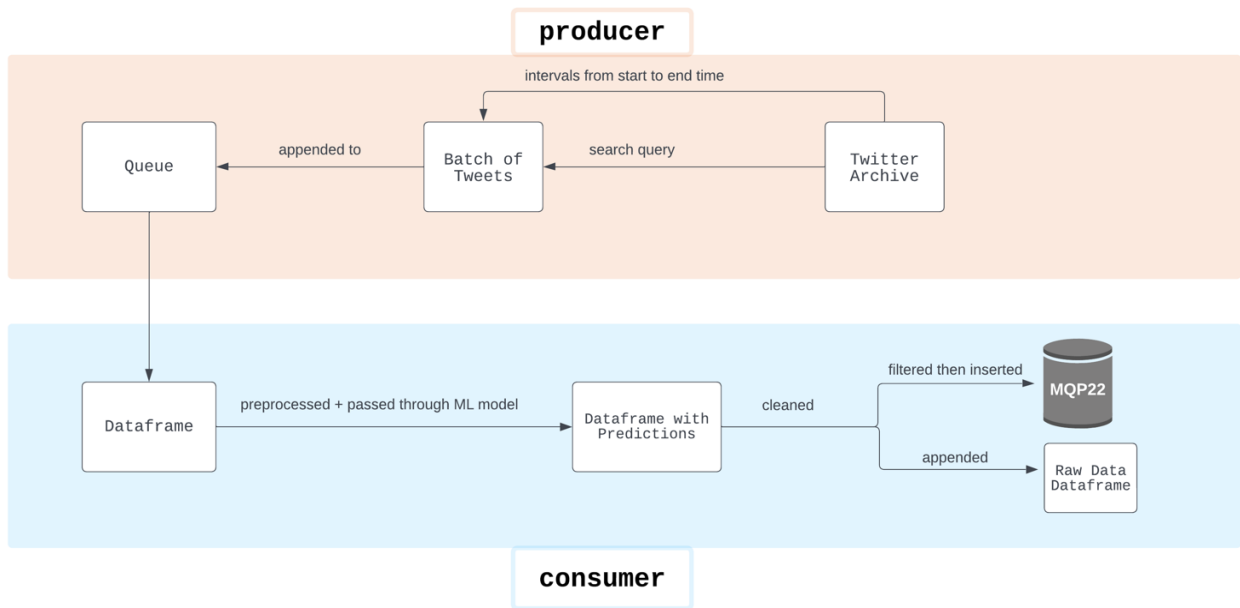 producer
intervals from start to end time
Queue
appended to
Batch of
Tweets
search query
Twitter
Archive
Dataframe
preprocessed + passed through ML model
Dataframe with
Predictions
cleaned
filtered then inserted
MQP22
appended
Raw Data
Dataframe
consumer